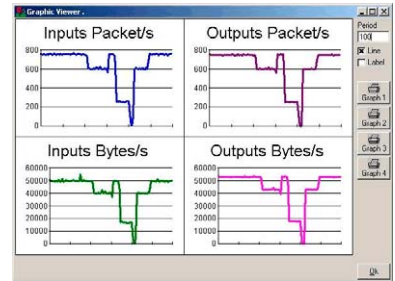 Graphic Viewer .
Inputs Packet/s
800
600
400
200
0
Outputs Packet/s
800
600
400
200
0
Inputs Bytes/s
60000
50000
40000
30000
20000
10000
0
Outputs Bytes/s
60000
50000
40000
30000
20000
10000
0
Period
100
Line
Label
Graph 1
Graph 2
Graph 3
Graph 4
Ok